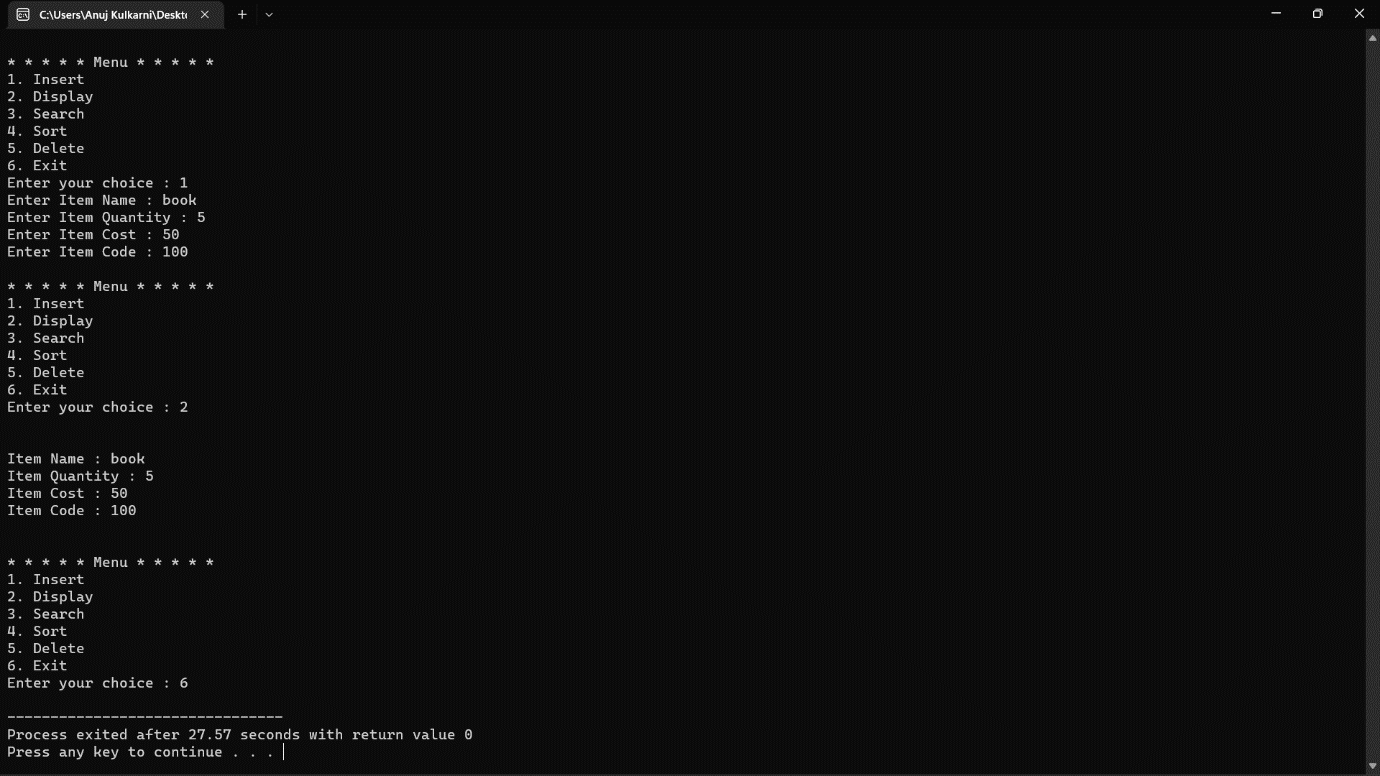 C:\Users\Anuj Kulkarni\Deskt
* * * * * Menu * * * * *
1. Insert
2. Display
3. Search
4. Sort
5. Delete
6. Exit
Enter your choice : 1
Enter Item Name : book
Enter Item Quantity : 5
Enter Item Cost : 50
Enter Item Code : 100
* * * * * Menu * * * * *
1. Insert
2. Display
3. Search
4. Sort
5. Delete
6. Exit
Enter your choice : 2
Item Name : book
Item Quantity : 5
Item Cost : 50
Item Code : 100
* * * * * Menu * * * * *
1. Insert
2. Display
3. Search
4. Sort
5. Delete
6. Exit
Enter your choice : 6
--------------------------------
Process exited after 27.57 seconds with return value 0
Press any key to continue . . .